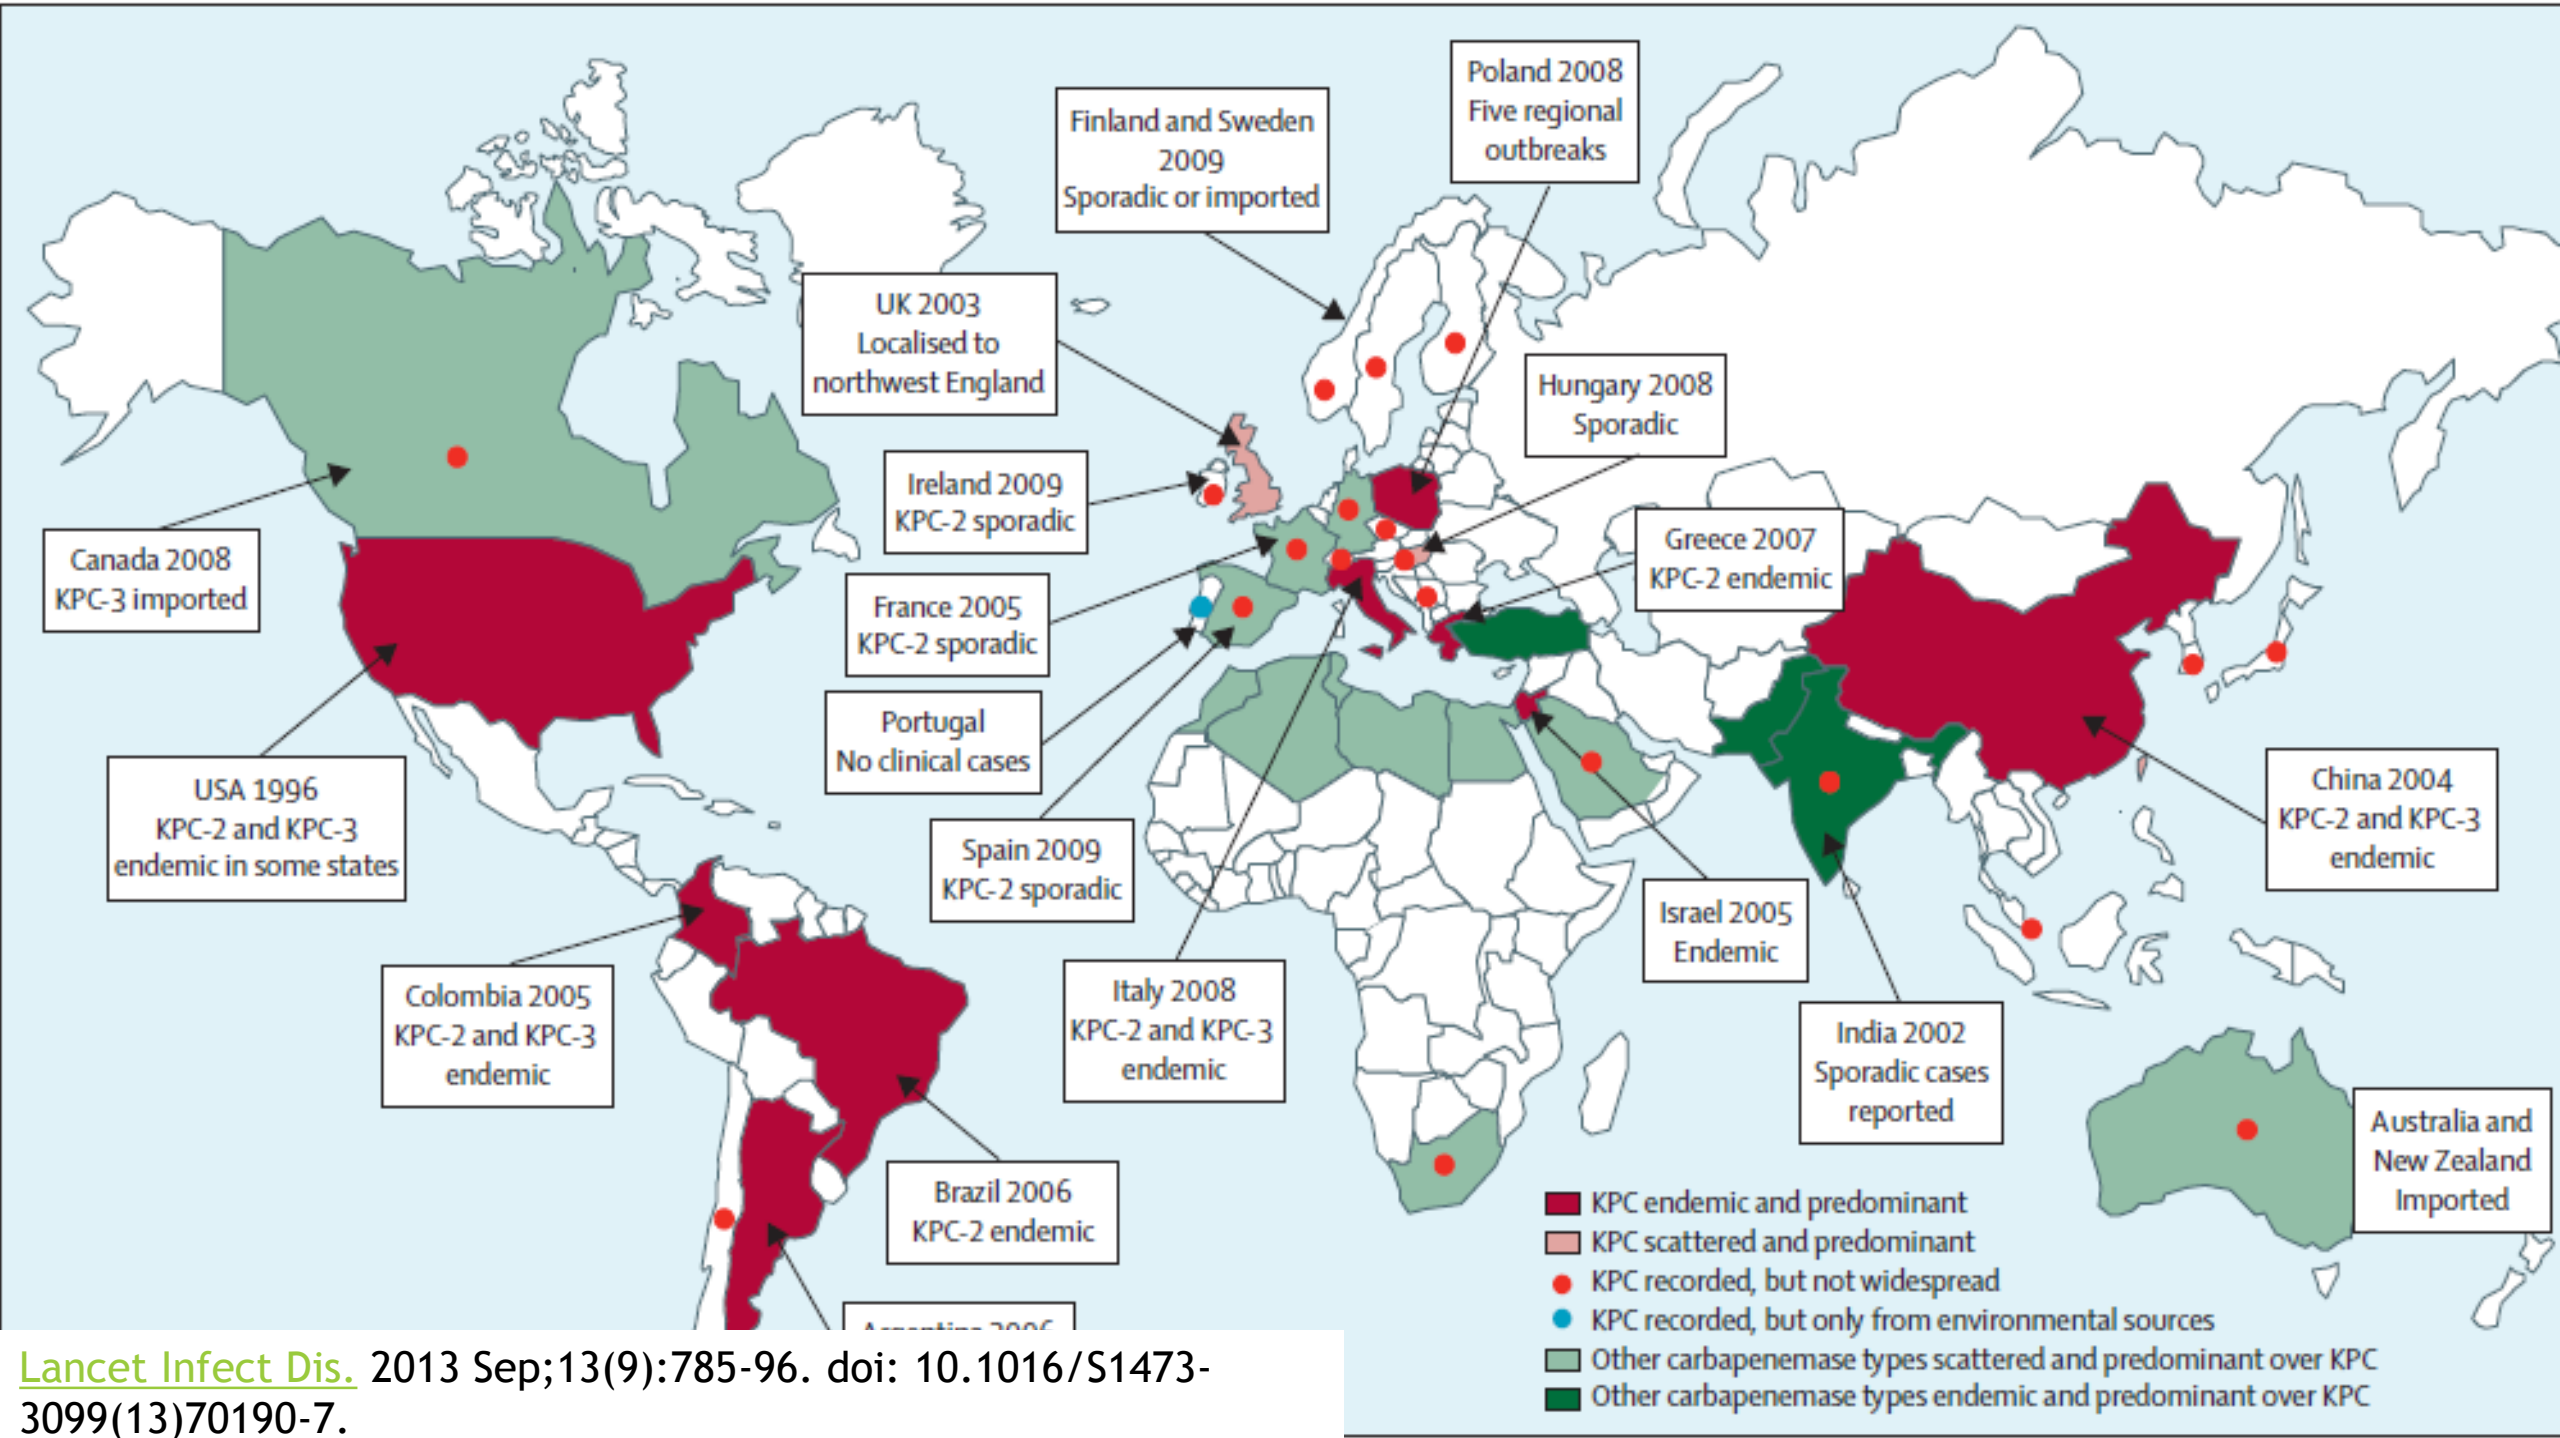 Poland 2008
Five regional
outbreaks
Finland and Sweden
2009
Sporadic or imported
UK 2003
Localised to
northwest England
Hungary 2008
Sporadic
Ireland 2009
KPC-2 sporadic
Greece 2007
KPC-2 endemic
Canada 2008
KPC-3 imported
France 2005
KPC-2 sporadic
Portugal
No clinical cases
USA 1996
KPC-2 and KPC-3
endemic in some states
Spain 2009
KPC-2 sporadic
China 2004
KPC-2 and KPC-3
endemic
Israel 2005
Endemic
Colombia 2005
KPC-2 and KPC-3
endemic
Italy 2008
KPC-2 and KPC-3
endemic
India 2002
Sporadic cases
reported
Australia and
New Zealand
Imported
Brazil 2006
KPC-2 endemic
Argentina 2006
KPC endemic and predominant
KPC scattered and predominant
KPC recorded, but not widespread
KPC recorded, but only from environmental sources
Other carbapenemase types scattered and predominant over KPC
Other carbapenemase types endemic and predominant over KPC
Lancet Infect Dis. 2013 Sep;13(9):785-96. doi: 10.1016/S1473-
3099(13)70190-7.